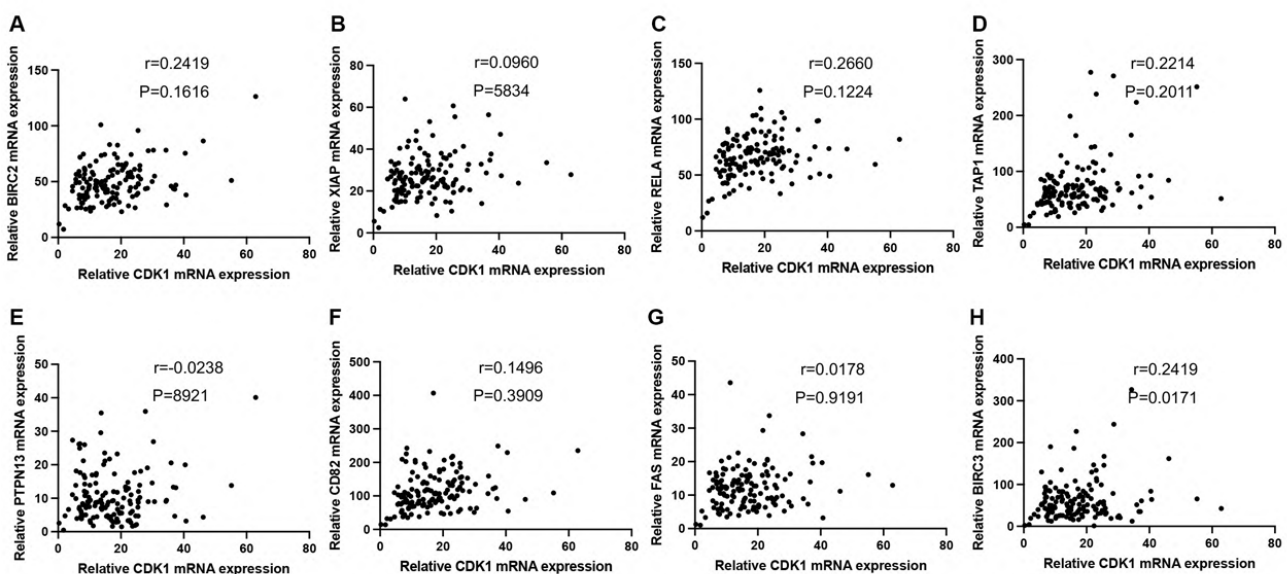 A
r=0.2419
P=0.1616
Relative BIRC2 mRNA expression
150
100
50
0
0 20 40 60 80
Relative CDK1 mRNA expression
B
r=0.0960
P=5834
Relative XIAP mRNA expression
80
60
40
20
0
0 20 40 60 80
Relative CDK1 mRNA expression
C
r=0.2660
P=0.1224
Relative RELA mRNA expression
150
100
50
0
0 20 40 60 80
Relative CDK1 mRNA expression
D
r=0.2214
P=0.2011
Relative TAP1 mRNA expression
300
200
100
0
0 20 40 60 80
Relative CDK1 mRNA expression
E
r=-0.0238
P=8921
Relative PTPN13 mRNA expression
50
40
30
20
10
0
0 20 40 60 80
Relative CDK1 mRNA expression
F
r=0.1496
P=0.3909
Relative CD82 mRNA expression
500
400
300
200
100
0
0 20 40 60 80
Relative CDK1 mRNA expression
G
r=0.0178
P=0.9191
Relative FAS mRNA expression
50
40
30
20
10
0
0 20 40 60 80
Relative CDK1 mRNA expression
H
r=0.2419
P=0.0171
Relative BIRC3 mRNA expression
400
300
200
100
0
0 20 40 60 80
Relative CDK1 mRNA expression